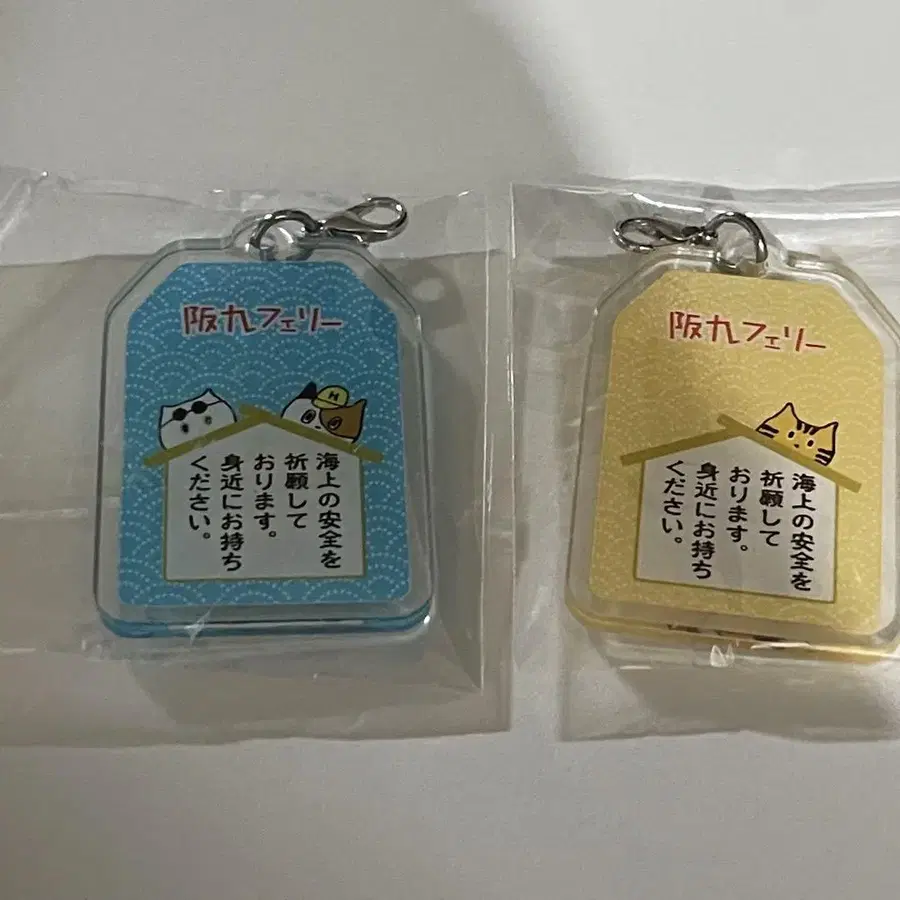 阪九フェリー
H
海上の安全を
祈願して
おります。
身近にお持ち
ください。
阪九フェリー
海上の安全を
祈願して
おります。
身近にお持ち
ください。